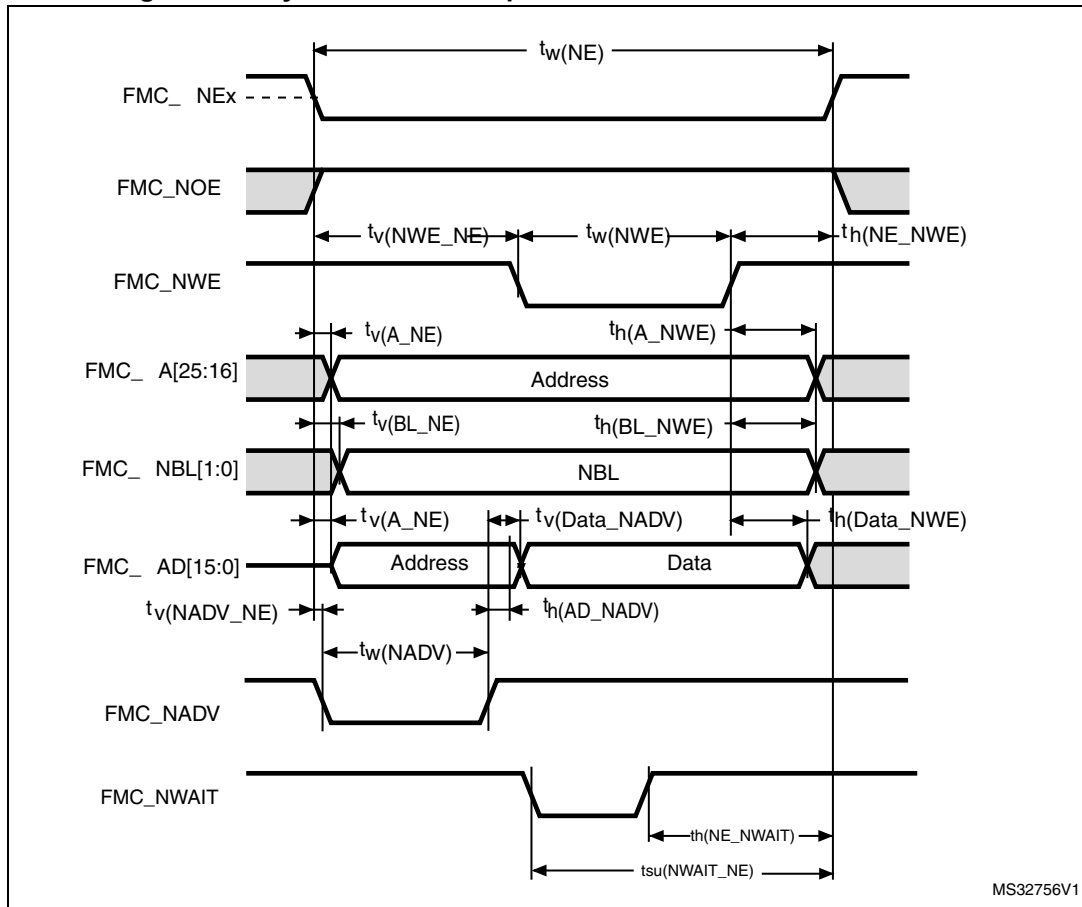 tw(NE)
FMC_ NEx
FMC_NOE
tv(NWE_NE)
tw(NWE)
th(NE_NWE)
FMC_NWE
tv(A_NE)
th(A_NWE)
FMC_ A[25:16]
Address
tv(BL_NE)
th(BL_NWE)
FMC_ NBL[1:0]
NBL
tv(A_NE)
tv(Data_NADV)
th(Data_NWE)
FMC_ AD[15:0]
Address
Data
tv(NADV_NE)
th(AD_NADV)
tw(NADV)
FMC_NADV
FMC_NWAIT
th(NE_NWAIT)
tsu(NWAIT_NE)
MS32756V1